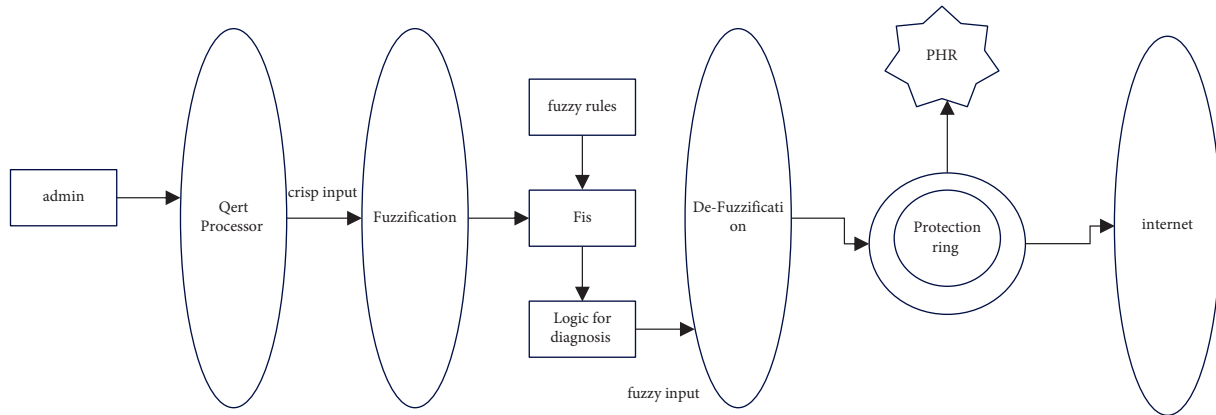 admin
Qert
Processor
crisp input
Fuzzification
fuzzy rules
Fis
Logic for
diagnosis
fuzzy input
De-Fuzzificati
on
PHR
Protection
ring
internet